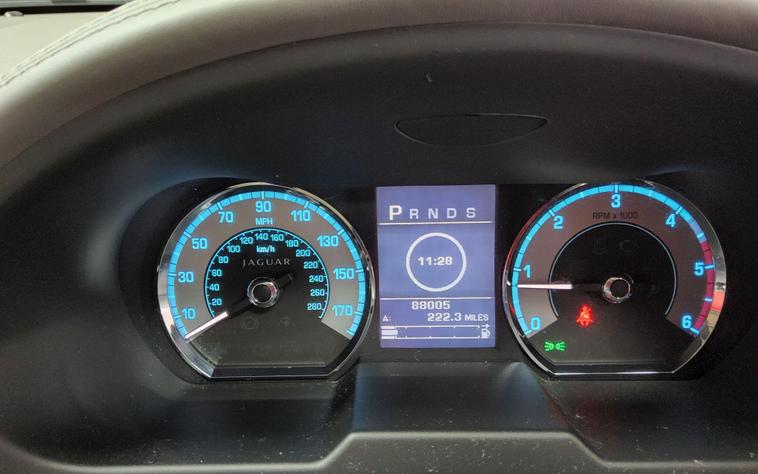 10 30 50 70 90 110 130 150 170
MPH
20 40 60 80 100 120 140 160 180 200 220 240 260
km/h
JAGUAR
P R N D S
11:28
88005
A: 222.3 MILES
0 1 2 3 4 5 6
RPM x 1000